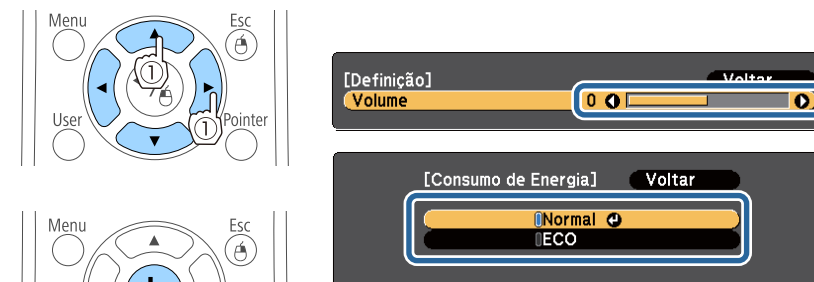 Menu
Esc
1
1
User
Pointer
[Definição]
Voltar
Volume
0
[Consumo de Energia]
Voltar
Normal
ECO
Menu
Esc